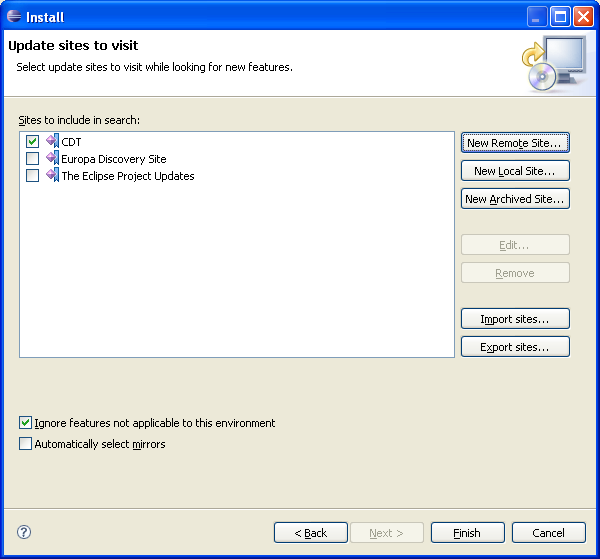 Install
Update sites to visit
Select update sites to visit while looking for new features.
Sites to include in search:
CDT
Europa Discovery Site
The Eclipse Project Updates
New Remote Site...
New Local Site...
New Archived Site...
Edit...
Remove
Import sites...
Export sites...
Ignore features not applicable to this environment
Automatically select mirrors
?
< Back
Next >
Finish
Cancel